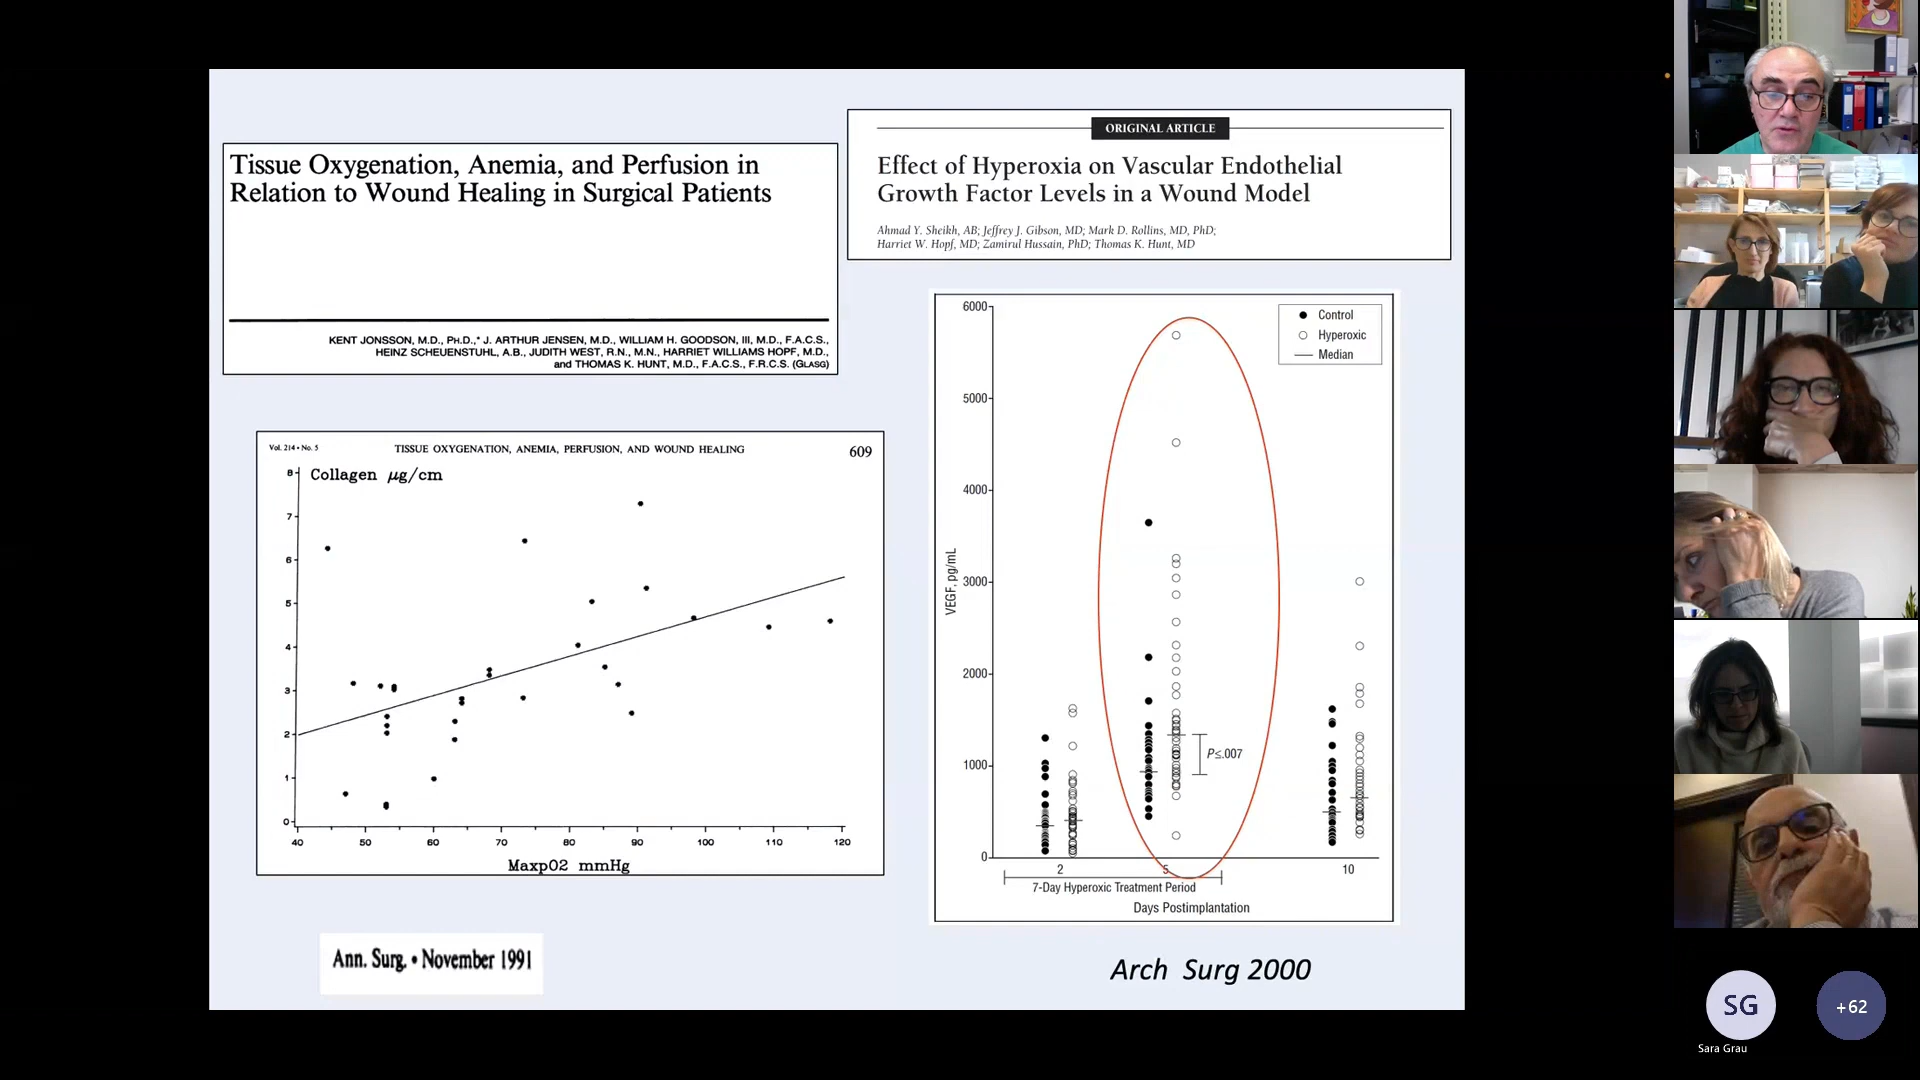 Tissue Oxygenation, Anemia, and Perfusion in
Relation to Wound Healing in Surgical Patients
KENT JONSSON, M.D., PH.D.,* J. ARTHUR JENSEN, M.D., WILLIAM H. GOODSON, III, M.D., F.A.C.S.,
HEINZ SCHEUENSTUHL, A.B., JUDITH WEST, R.N., M.N., HARRIET WILLIAMS HOPF, M.D.,
and THOMAS K. HUNT, M.D., F.A.C.S., F.R.C.S. (GLASG)
Vol. 214 • No. 5
TISSUE OXYGENATION, ANEMIA, PERFUSION, AND WOUND HEALING
609
Collagen µg/cm
8
7
6
5
4
3
2
1
0
40 50 60 70 80 90 100 110 120
MaxpO2 mmHg
Ann. Surg. • November 1991
ORIGINAL ARTICLE
Effect of Hyperoxia on Vascular Endothelial
Growth Factor Levels in a Wound Model
Ahmad Y. Sheikh, AB; Jeffrey J. Gibson, MD; Mark D. Rollins, MD, PhD;
Harriet W. Hopf, MD; Zamirul Hussain, PhD; Thomas K. Hunt, MD
Control
Hyperoxic
Median
VEGF, pg/mL
6000
5000
4000
3000
2000
1000
0
P≤.007
2 5 10
7-Day Hyperoxic Treatment Period
Days Postimplantation
Arch Surg 2000
SG
+62
Sara Grau